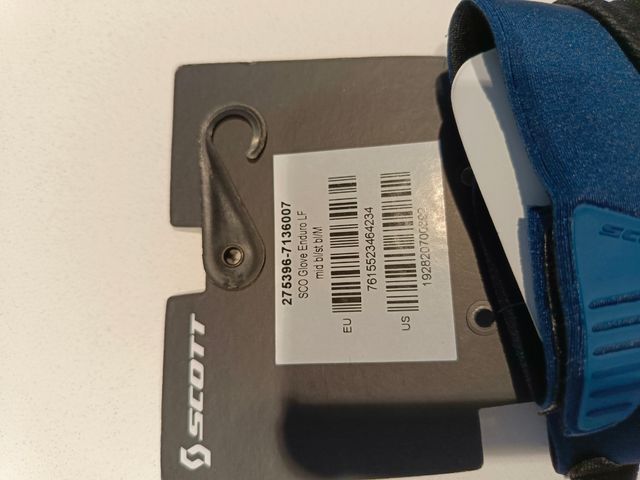 275396-7136007
SCO Glove Enduro LF
mid bl/st bl/M
EU
7615523464234
US
SCOTT